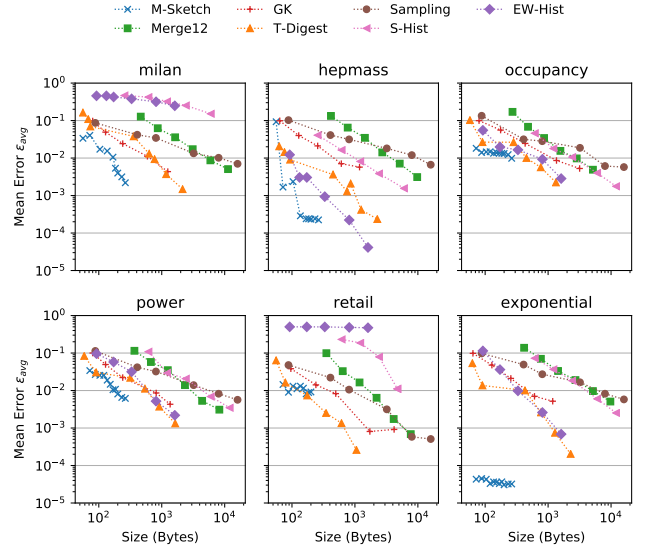 M-Sketch GK Sampling EW-Hist
Merge12 T-Digest S-Hist
milan hepmass occupancy
Mean Error ε_avg
10^0
10^-1
10^-2
10^-3
10^-4
10^-5
power retail exponential
Mean Error ε_avg
10^0
10^-1
10^-2
10^-3
10^-4
10^-5
10^2 10^3 10^4 10^2 10^3 10^4 10^2 10^3 10^4
Size (Bytes) Size (Bytes) Size (Bytes)